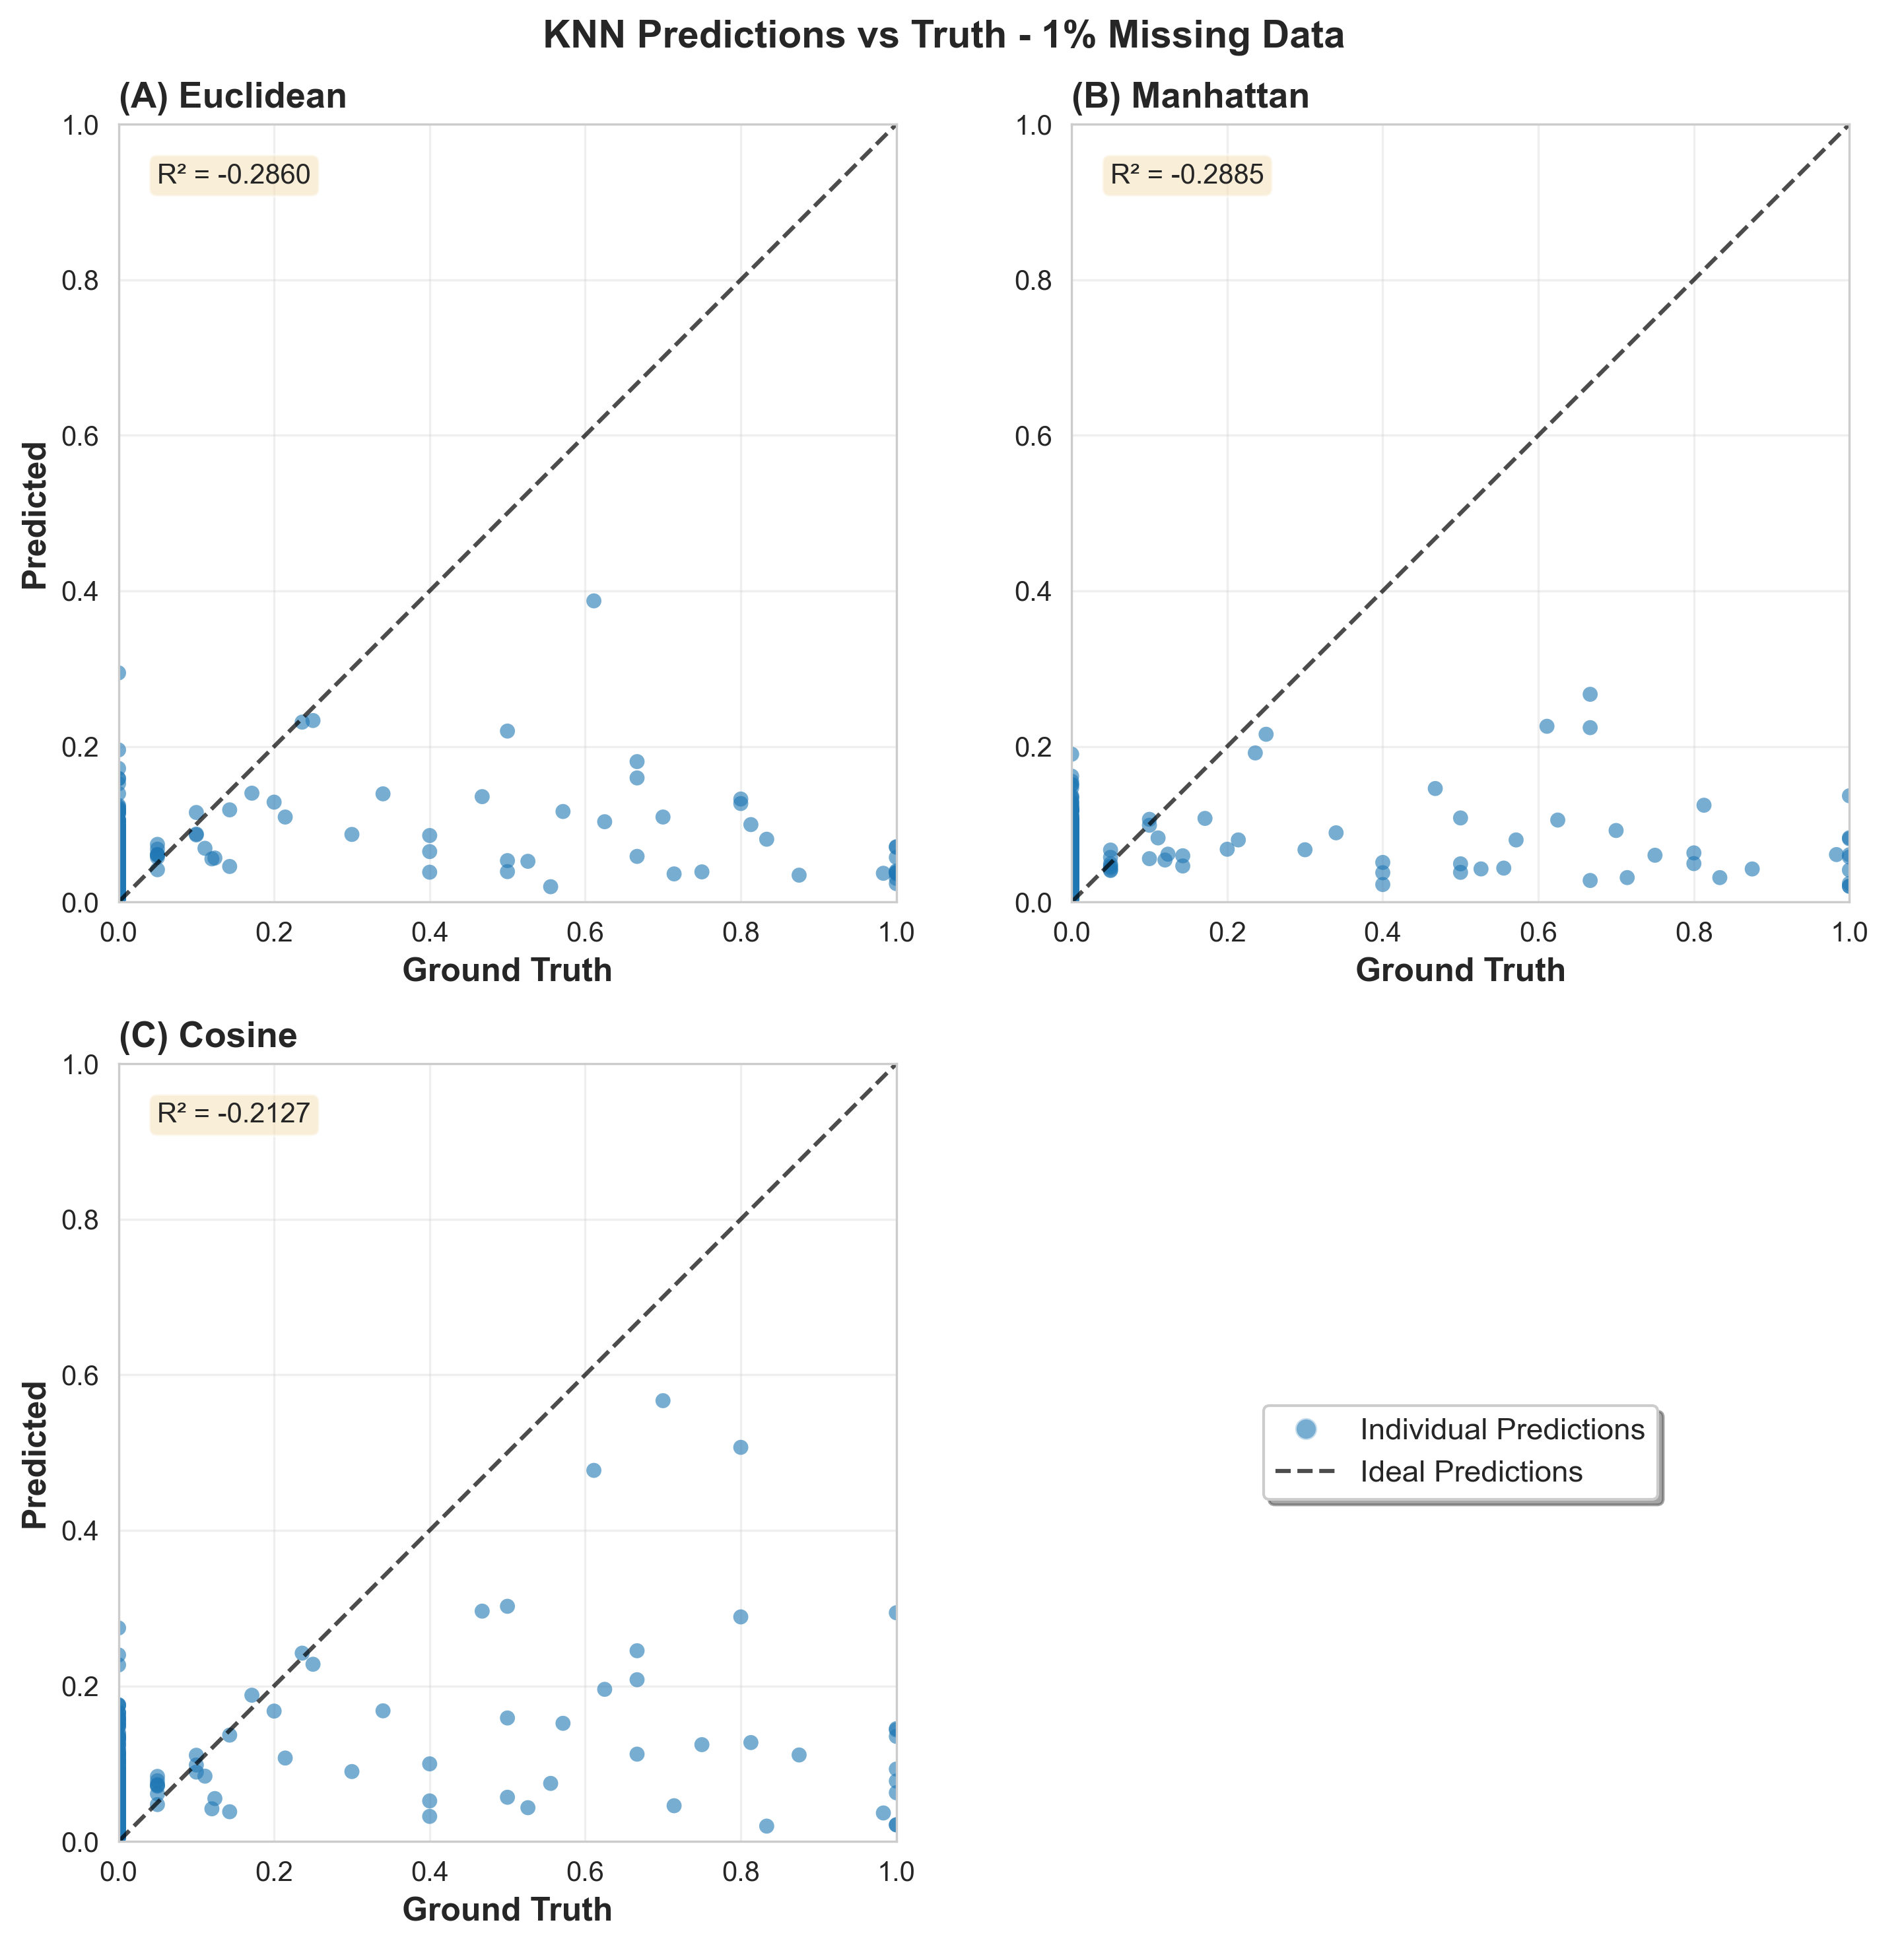 KNN Predictions vs Truth - 1% Missing Data
(A) Euclidean
R² = -0.2860
1.0
0.8
0.6
0.4
0.2
0.0
Predicted
0.0 0.2 0.4 0.6 0.8 1.0
Ground Truth
(B) Manhattan
R² = -0.2885
1.0
0.8
0.6
0.4
0.2
0.0
0.0 0.2 0.4 0.6 0.8 1.0
Ground Truth
(C) Cosine
R² = -0.2127
1.0
0.8
0.6
0.4
0.2
0.0
Predicted
0.0 0.2 0.4 0.6 0.8 1.0
Ground Truth
Individual Predictions
Ideal Predictions